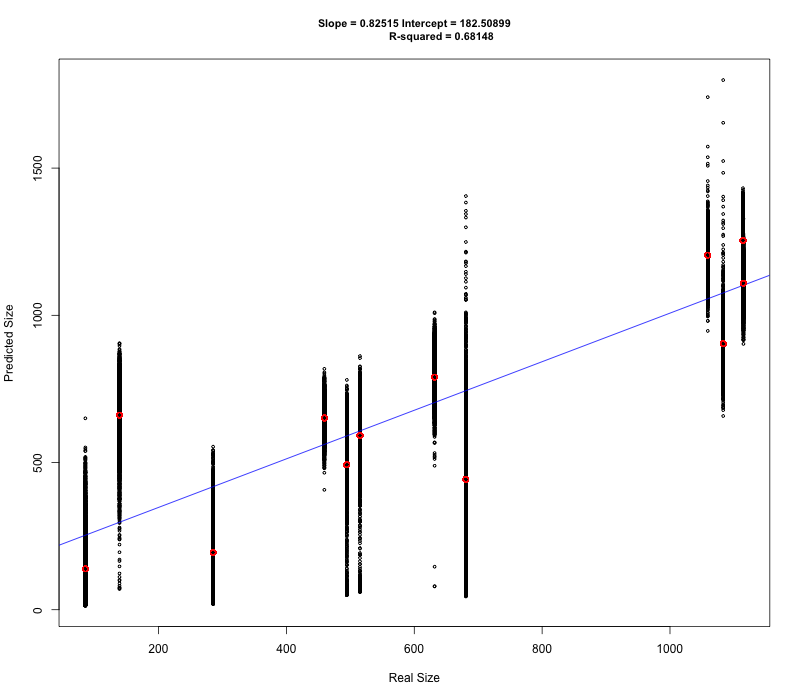 Slope = 0.82515 Intercept = 182.50899
R-squared = 0.68148
Predicted Size
1500
1000
500
0
200 400 600 800 1000
Real Size